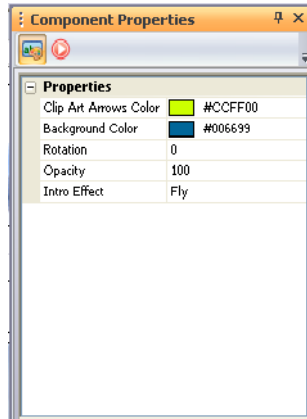 Component Properties
Properties
Clip Art Arrows Color #CCFF00
Background Color #006699
Rotation 0
Opacity 100
Intro Effect Fly